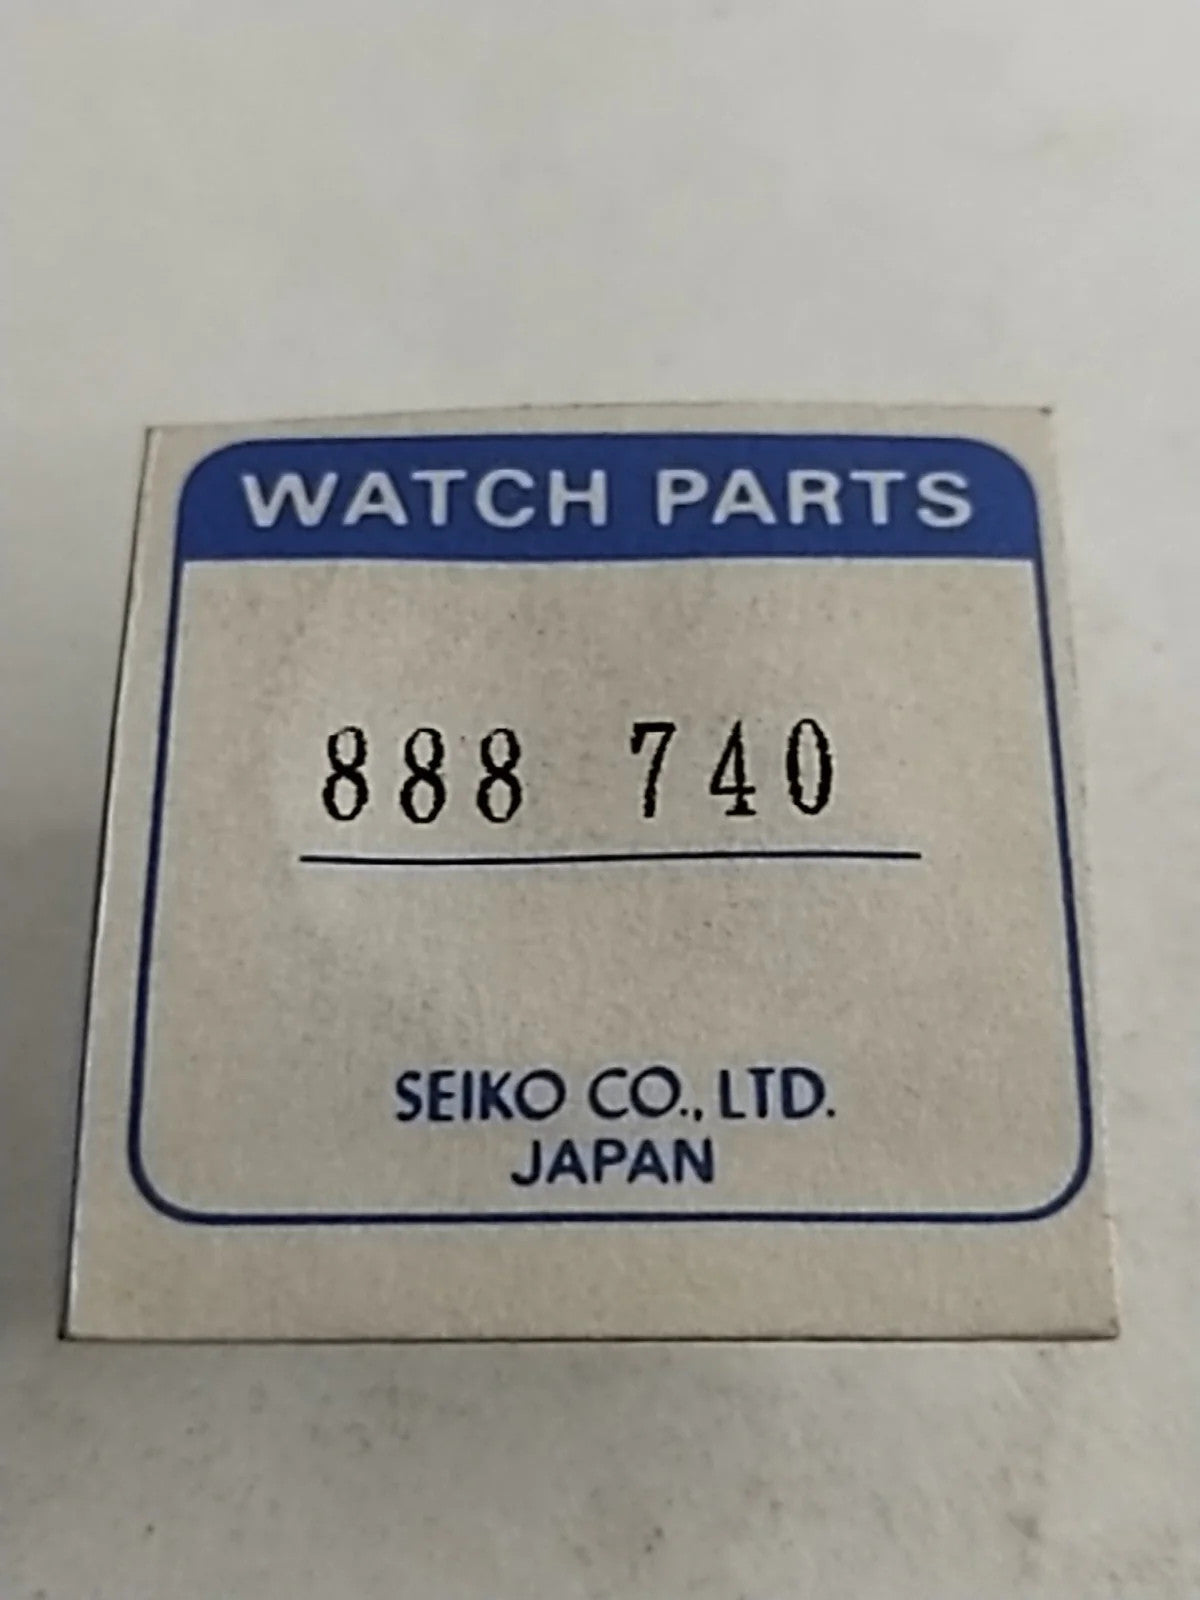 WATCH PARTS
888 740
SEIKO CO., LTD.
JAPAN